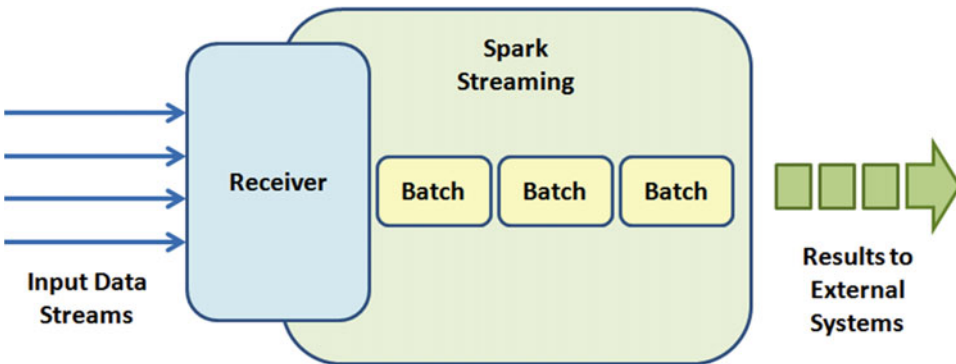 Spark
Streaming
Receiver
Batch
Batch
Batch
Input Data
Streams
Results to
External
Systems